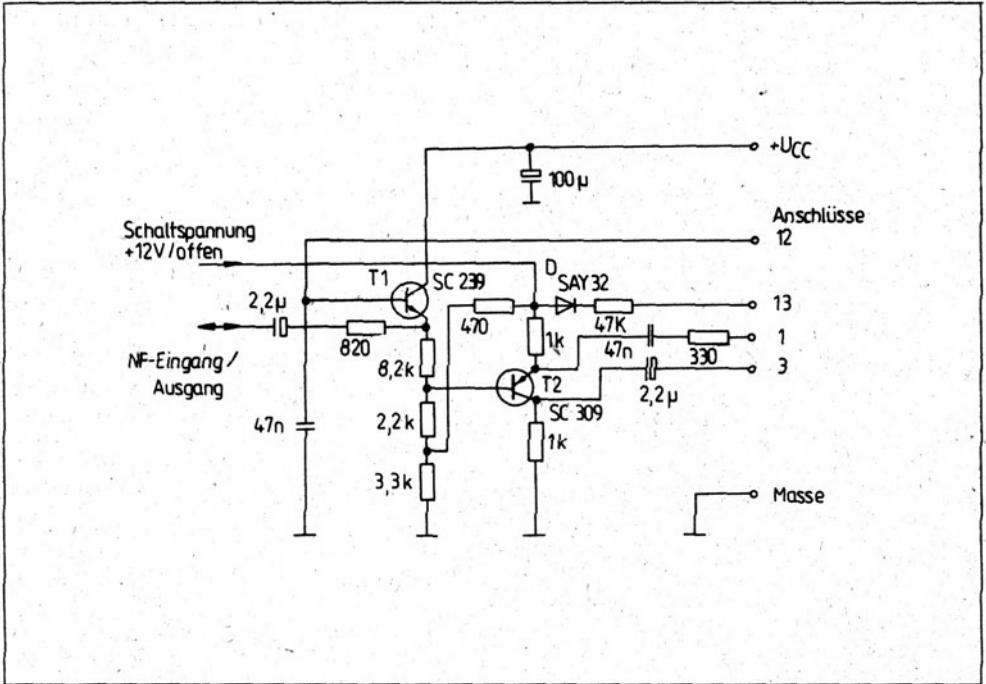 +UCC
100µ
Anschlüsse
12
Schaltspannung
+12V/offen
D
SAY 32
T1
SC 239
13
2,2µ
470
47K
1k
47n
1
820
330
NF-Eingang/
Ausgang
8,2k
3
T2
SC 309
2,2µ
47n
2,2k
1k
3,3k
Masse